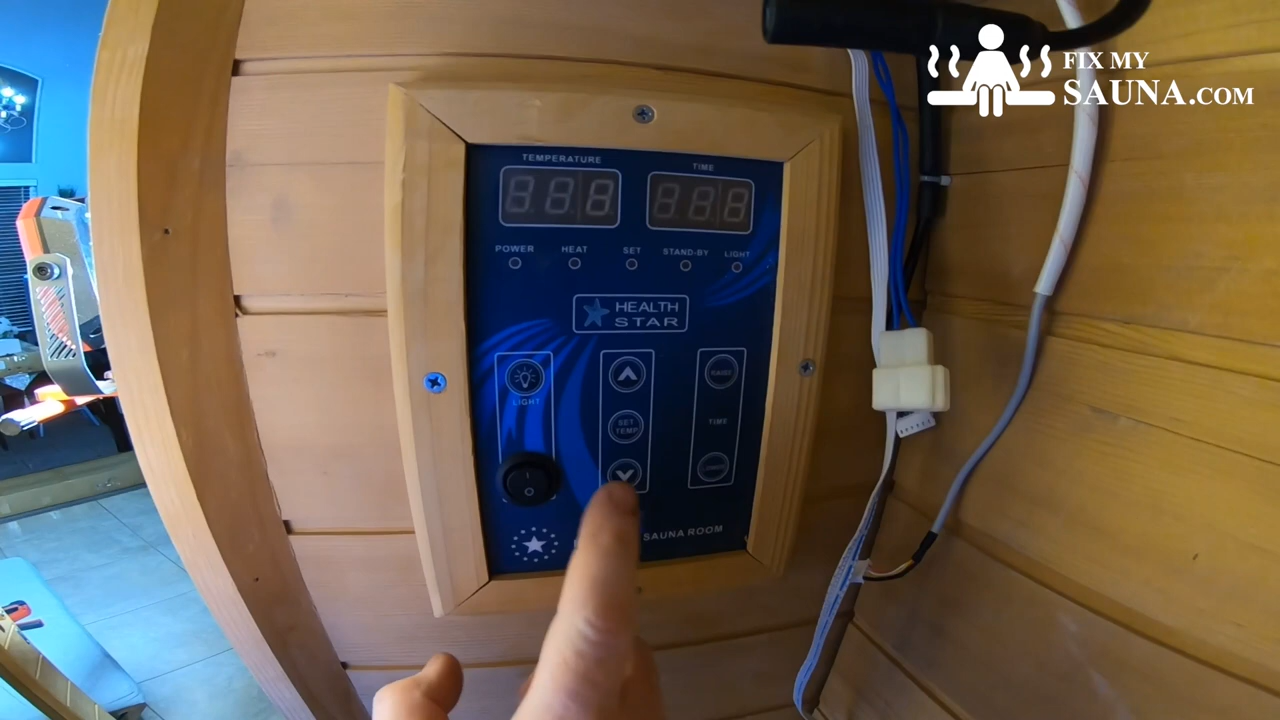 FIX MY
SAUNA.COM
TEMPERATURE
TIME
POWER
HEAT
SET
STAND-BY
LIGHT
HEALTH
STAR
LIGHT
SET
TEMP
TIME
SAUNA ROOM